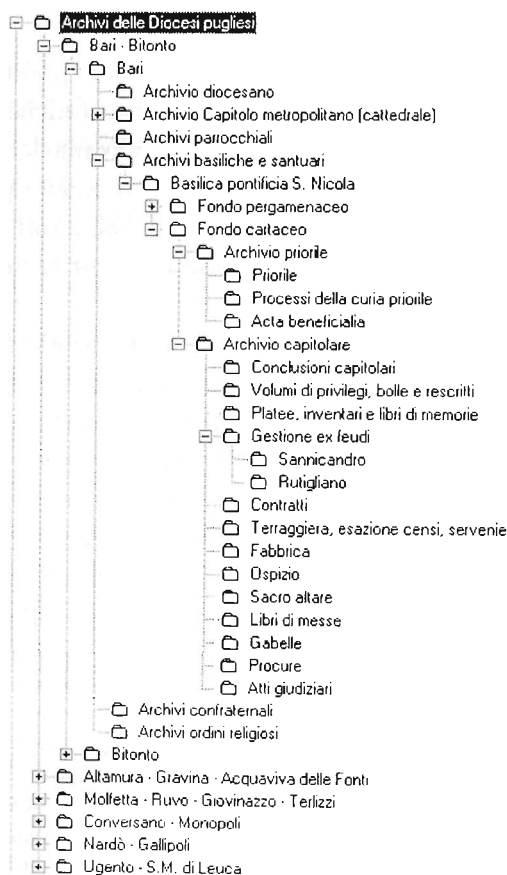 Archivi delle Diocesi pugliesi
Bari - Bitonto
Bari
Archivio diocesano
Archivio Capitolo metropolitano (cattedrale)
Archivi parrocchiali
Archivi basiliche e santuari
Basilica pontificia S. Nicola
Fondo pergamenaceo
Fondo cartaceo
Archivio priorile
Priorile
Processi della curia priorile
Acta beneficialia
Archivio capitolare
Conclusioni capitolari
Volumi di privilegi, bolle e rescritti
Platee, inventari e libri di memorie
Gestione ex feudi
Sannicandro
Rutigliano
Contratti
Terraggiera, esazione censi, servenie
Fabbrica
Ospizio
Sacro altare
Libri di messe
Gabelle
Procure
Atti giudiziari
Archivi confraternali
Archivi ordini religiosi
Bitonto
Altamura - Gravina - Acquaviva delle Fonti
Molfetta - Ruvo - Giovinazzo - Terlizzi
Conversano - Monopoli
Nardò - Gallipoli
Ugento - S.M. di Leuca